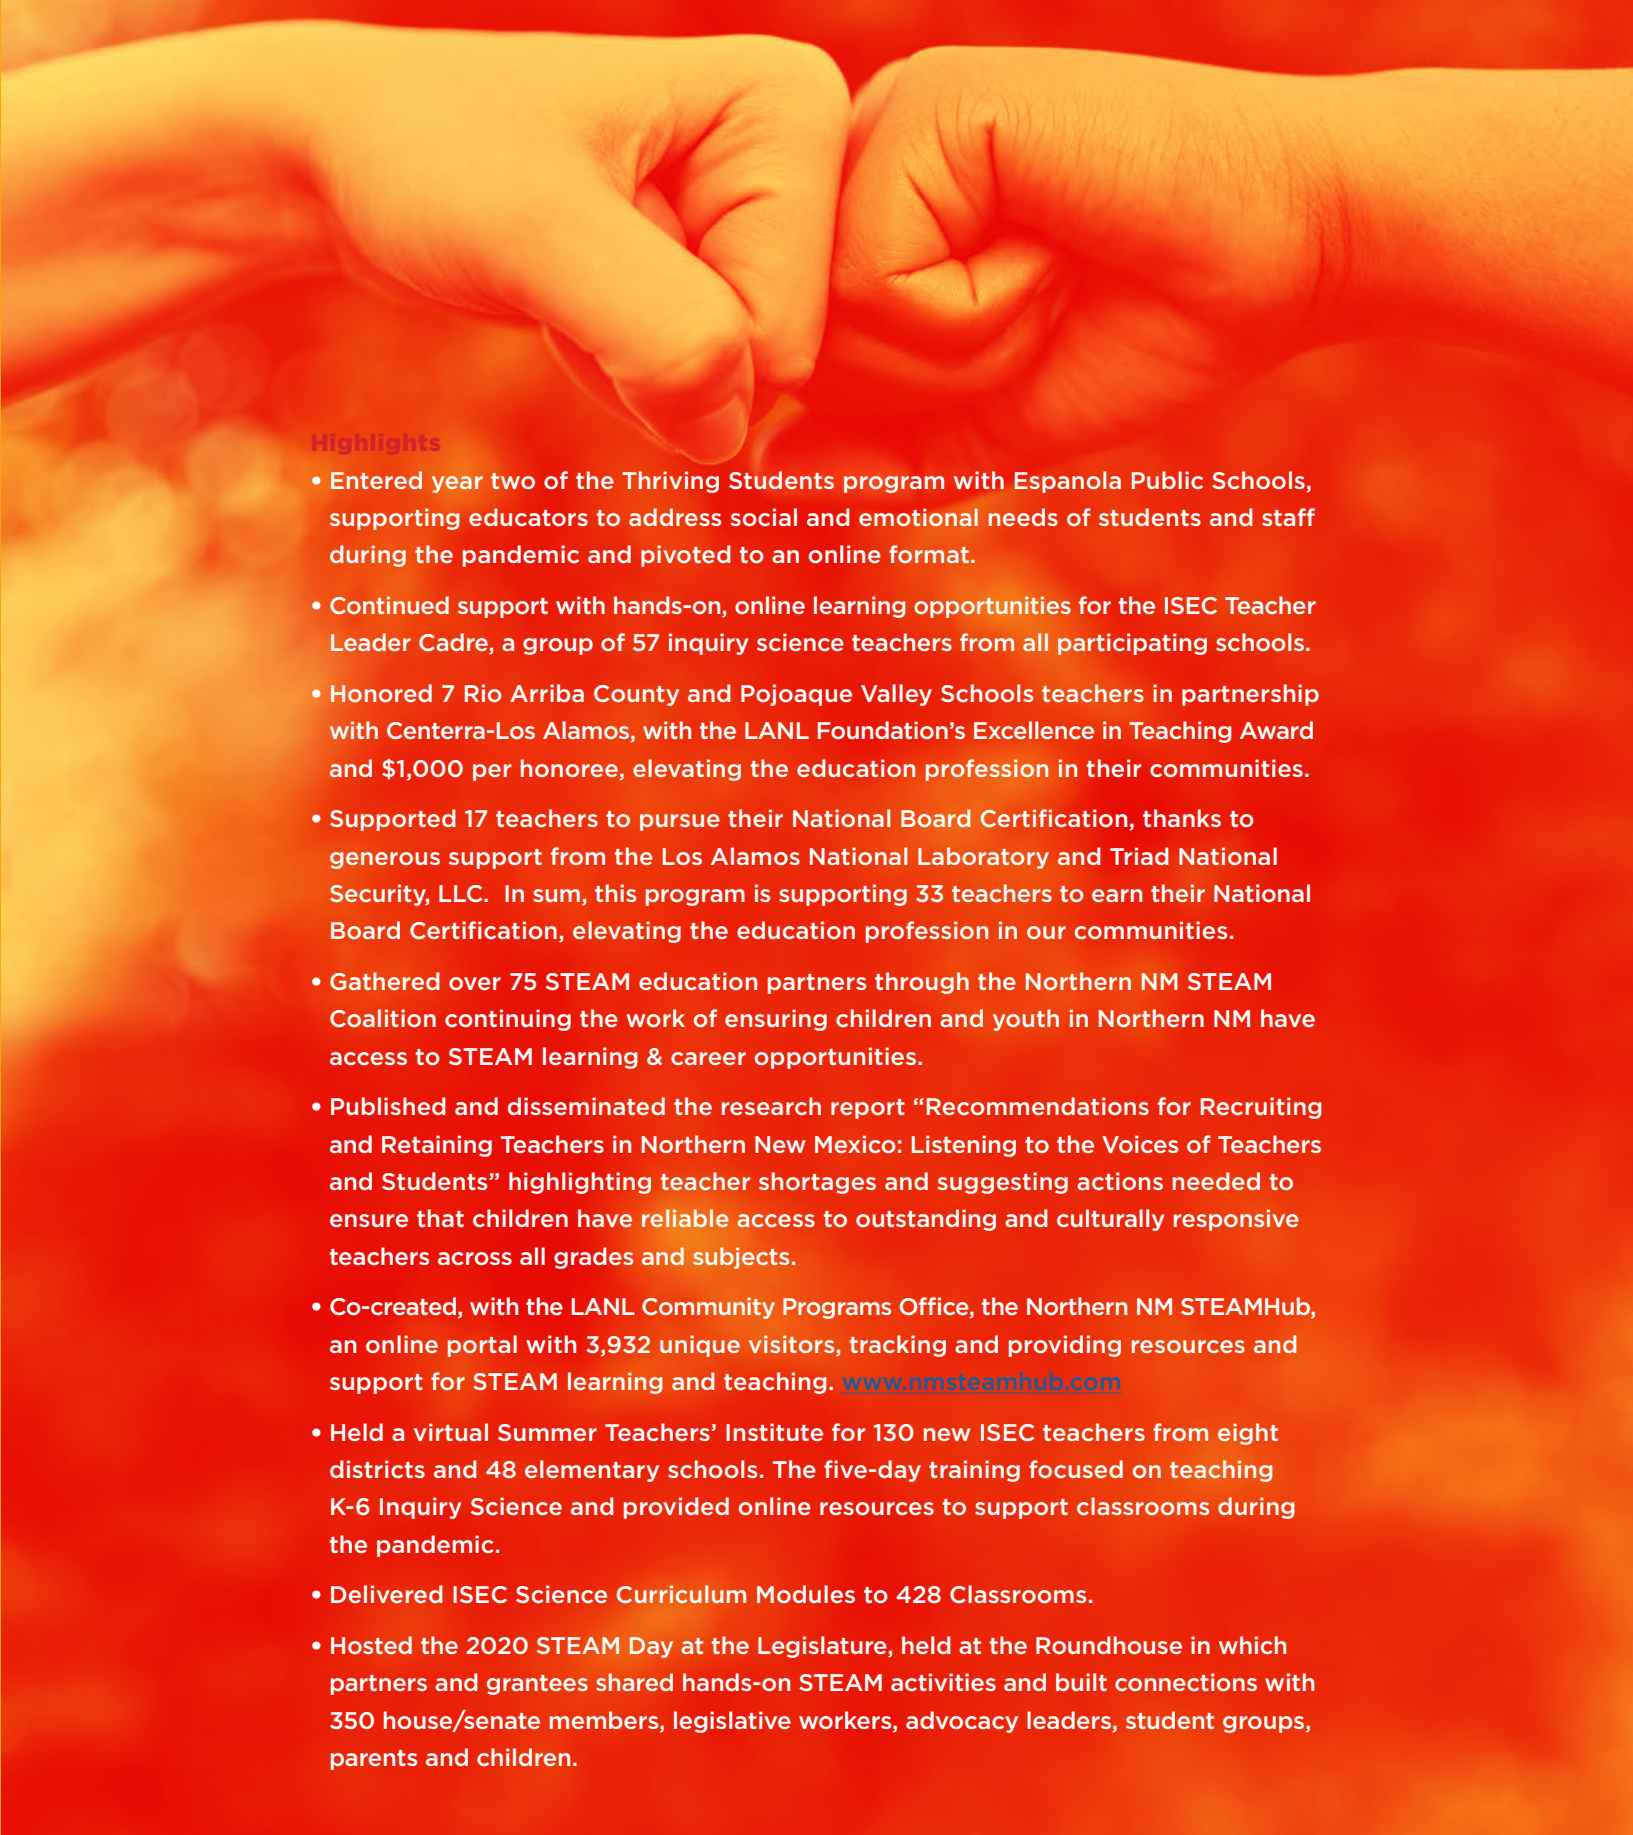 Highlights
• Entered year two of the Thriving Students program with Espanola Public Schools,
supporting educators to address social and emotional needs of students and staff
during the pandemic and pivoted to an online format.
• Continued support with hands-on, online learning opportunities for the ISEC Teacher
Leader Cadre, a group of 57 inquiry science teachers from all participating schools.
• Honored 7 Rio Arriba County and Pojoaque Valley Schools teachers in partnership
with Centerra-Los Alamos, with the LANL Foundation’s Excellence in Teaching Award
and $1,000 per honoree, elevating the education profession in their communities.
• Supported 17 teachers to pursue their National Board Certification, thanks to
generous support from the Los Alamos National Laboratory and Triad National
Security, LLC.  In sum, this program is supporting 33 teachers to earn their National
Board Certification, elevating the education profession in our communities.
• Gathered over 75 STEAM education partners through the Northern NM STEAM
Coalition continuing the work of ensuring children and youth in Northern NM have
access to STEAM learning & career opportunities.
• Published and disseminated the research report “Recommendations for Recruiting
and Retaining Teachers in Northern New Mexico: Listening to the Voices of Teachers
and Students” highlighting teacher shortages and suggesting actions needed to
ensure that children have reliable access to outstanding and culturally responsive
teachers across all grades and subjects.
• Co-created, with the LANL Community Programs Office, the Northern NM STEAMHub,
an online portal with 3,932 unique visitors, tracking and providing resources and
support for STEAM learning and teaching. www.nmsteamhub.com
• Held a virtual Summer Teachers’ Institute for 130 new ISEC teachers from eight
districts and 48 elementary schools. The five-day training focused on teaching
K-6 Inquiry Science and provided online resources to support classrooms during
the pandemic.
• Delivered ISEC Science Curriculum Modules to 428 Classrooms.
• Hosted the 2020 STEAM Day at the Legislature, held at the Roundhouse in which
partners and grantees shared hands-on STEAM activities and built connections with
350 house/senate members, legislative workers, advocacy leaders, student groups,
parents and children.